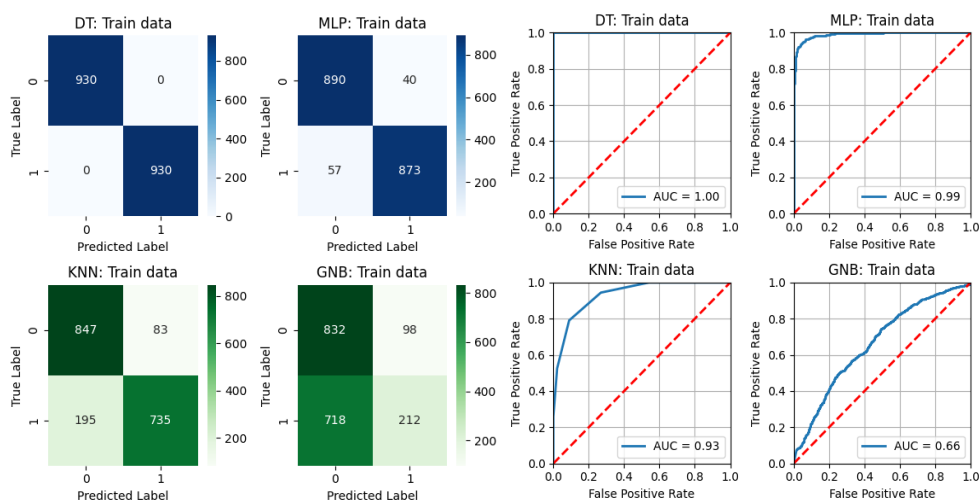 DT: Train data
True Label
0
1
930
0
0
930
0
1
Predicted Label
800
600
400
200
0
MLP: Train data
True Label
0
1
890
40
57
873
0
1
Predicted Label
800
600
400
200
DT: Train data
True Positive Rate
1.0
0.8
0.6
0.4
0.2
0.0
0.0 0.2 0.4 0.6 0.8 1.0
False Positive Rate
AUC = 1.00
MLP: Train data
True Positive Rate
1.0
0.8
0.6
0.4
0.2
0.0
0.0 0.2 0.4 0.6 0.8 1.0
False Positive Rate
AUC = 0.99
KNN: Train data
True Label
0
1
847
83
195
735
0
1
Predicted Label
800
600
400
200
GNB: Train data
True Label
0
1
832
98
718
212
0
1
Predicted Label
800
600
400
200
KNN: Train data
True Positive Rate
1.0
0.8
0.6
0.4
0.2
0.0
0.0 0.2 0.4 0.6 0.8 1.0
False Positive Rate
AUC = 0.93
GNB: Train data
True Positive Rate
1.0
0.8
0.6
0.4
0.2
0.0
0.0 0.2 0.4 0.6 0.8 1.0
False Positive Rate
AUC = 0.66